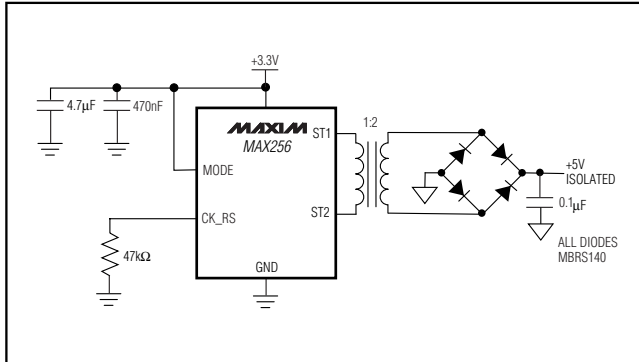 +3.3V
4.7μF
470nF
MAXIM
MAX256
MODE
CK_RS
GND
ST1
ST2
47kΩ
1:2
+5V
ISOLATED
0.1μF
ALL DIODES
MBRS140